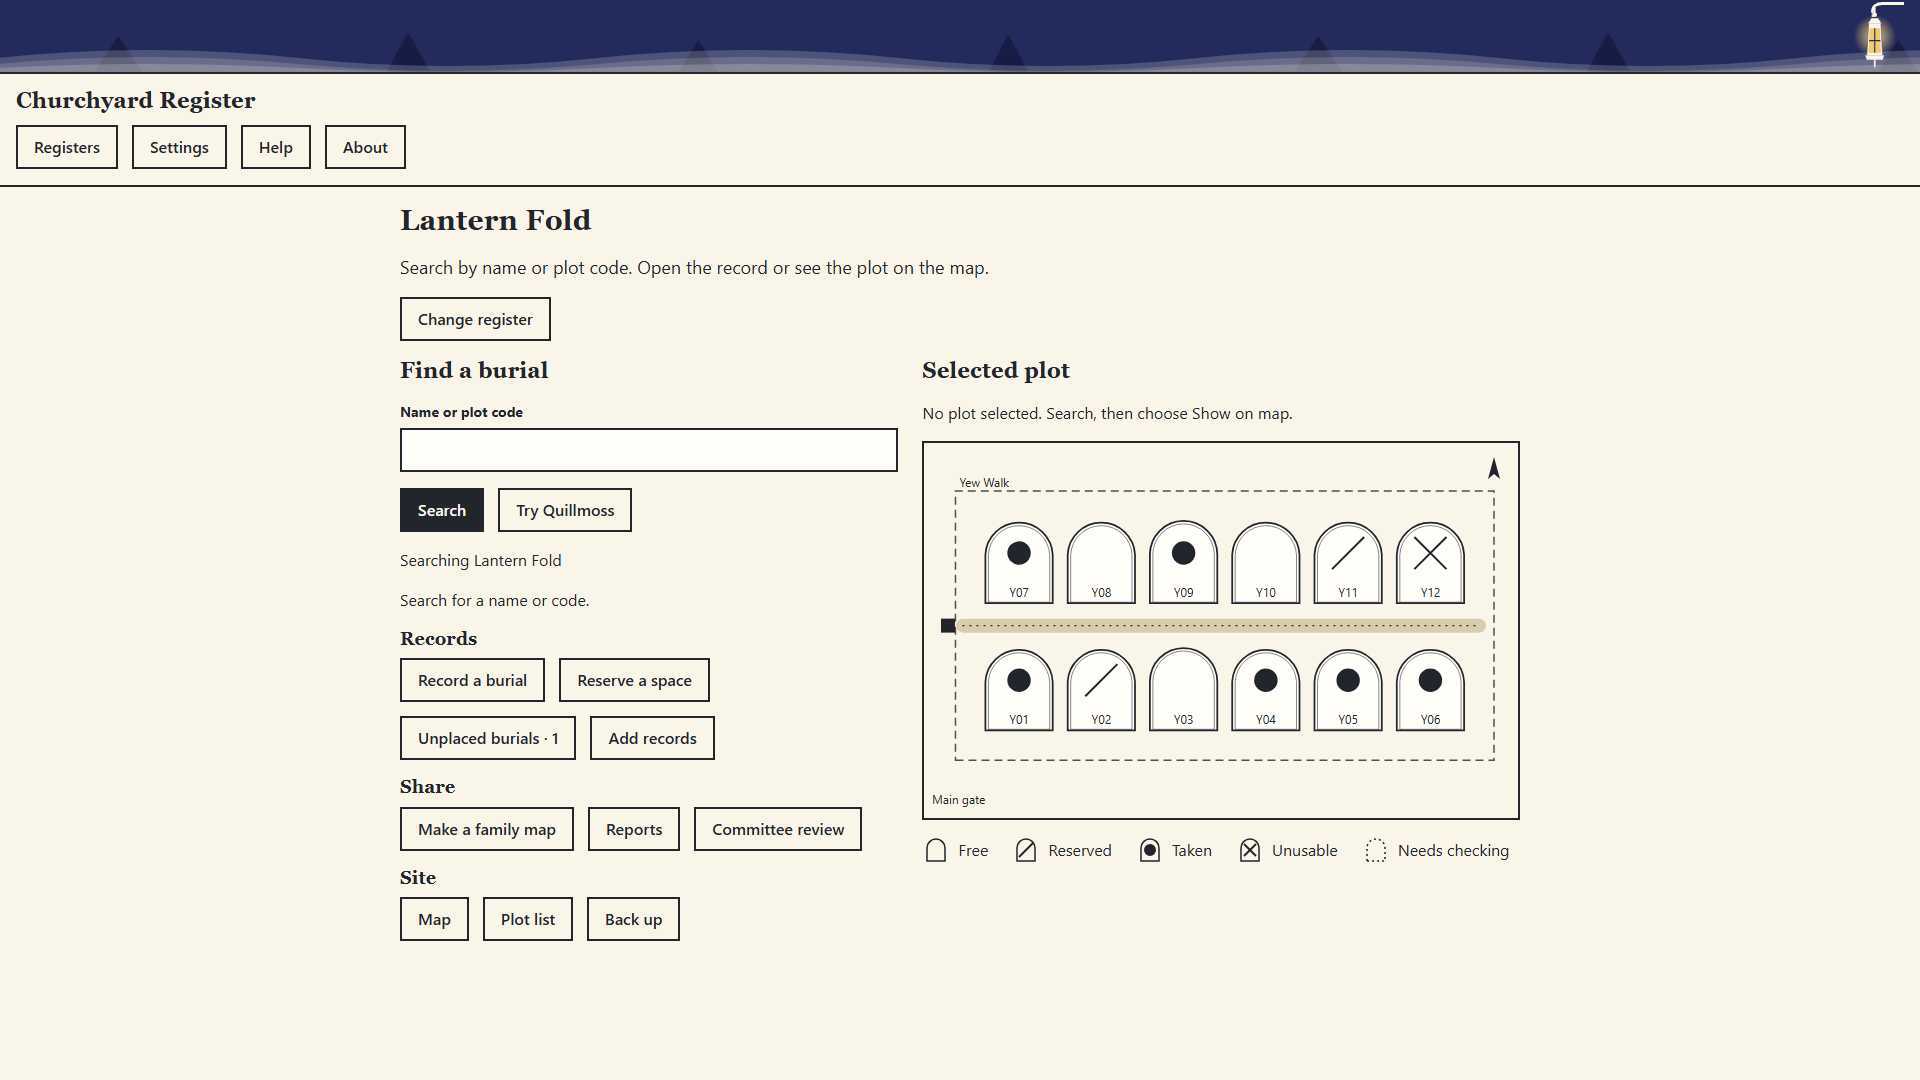 Churchyard Register
Registers
Settings
Help
About
Lantern Fold
Search by name or plot code. Open the record or see the plot on the map.
Change register
Find a burial
Name or plot code
Search
Try Quillmoss
Searching Lantern Fold
Search for a name or code.
Records
Record a burial
Reserve a space
Unplaced burials · 1
Add records
Share
Make a family map
Reports
Committee review
Site
Map
Plot list
Back up
Selected plot
No plot selected. Search, then choose Show on map.
Yew Walk
Y07
Y08
Y09
Y10
Y11
Y12
Y01
Y02
Y03
Y04
Y05
Y06
Main gate
Free
Reserved
Taken
Unusable
Needs checking